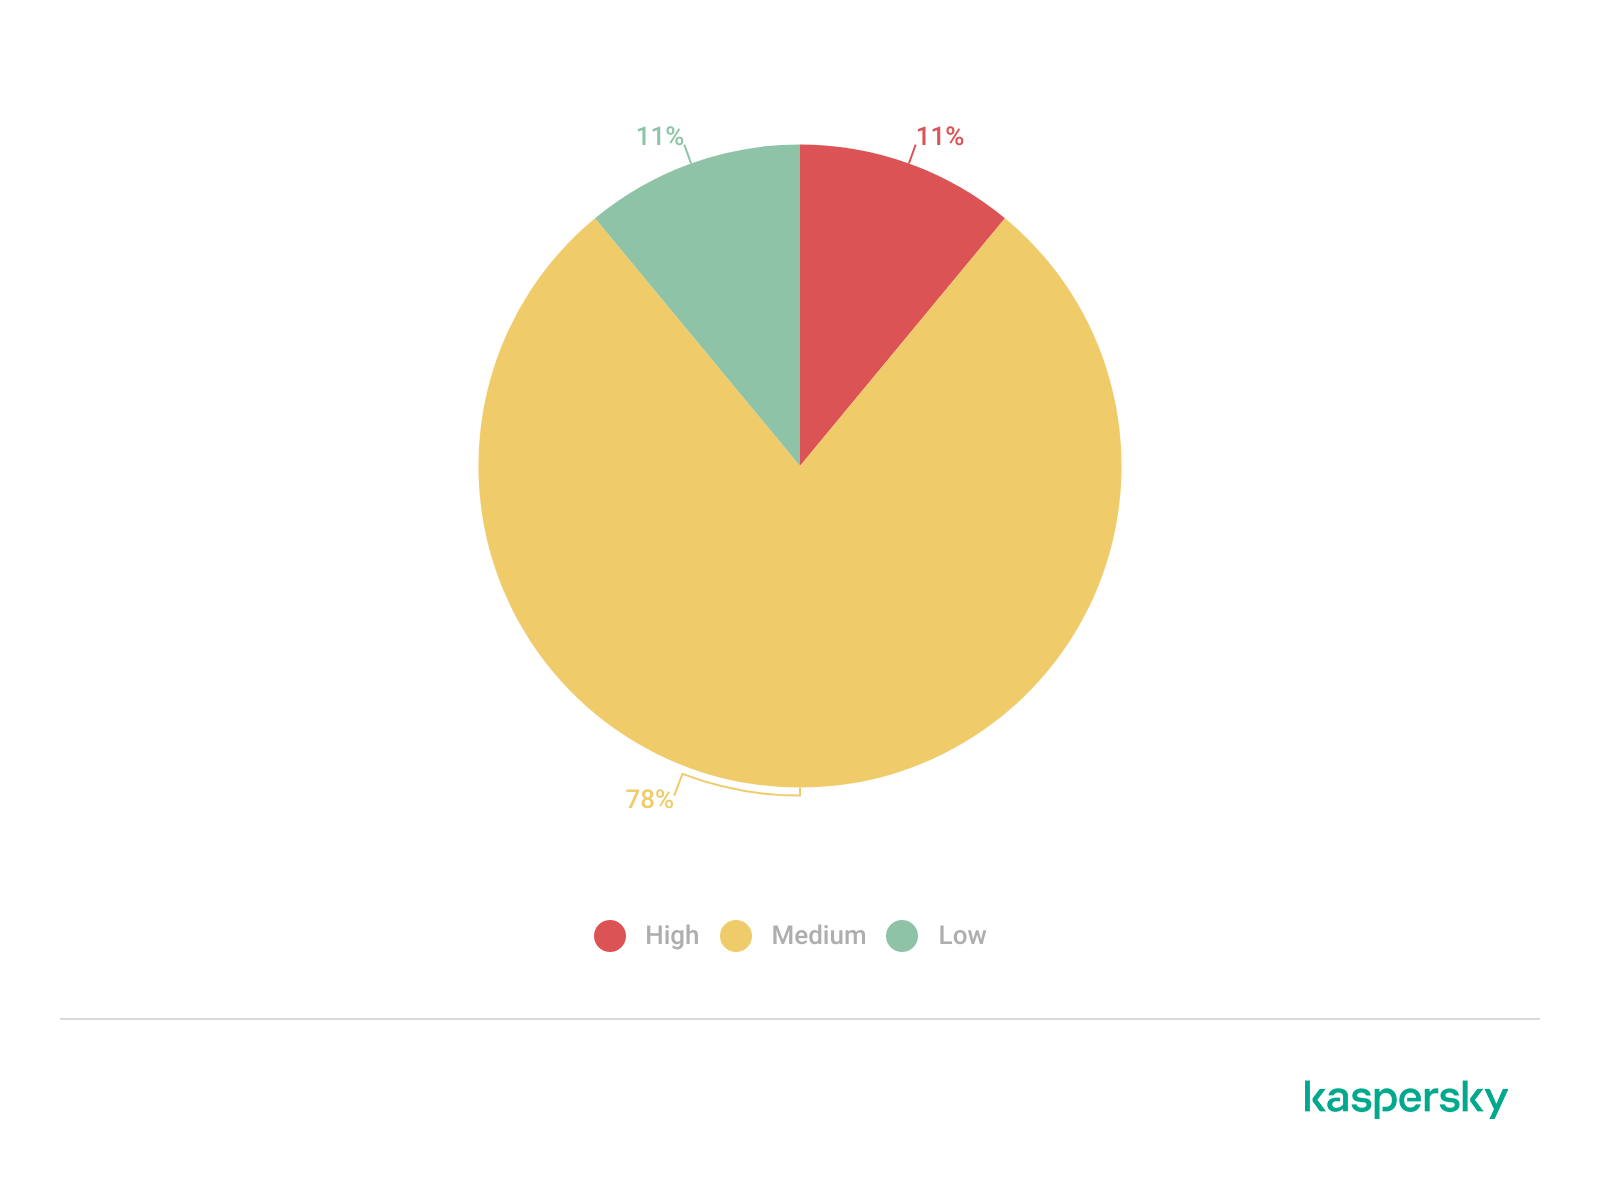 11% 11%
78%
High Medium Low
kaspersky